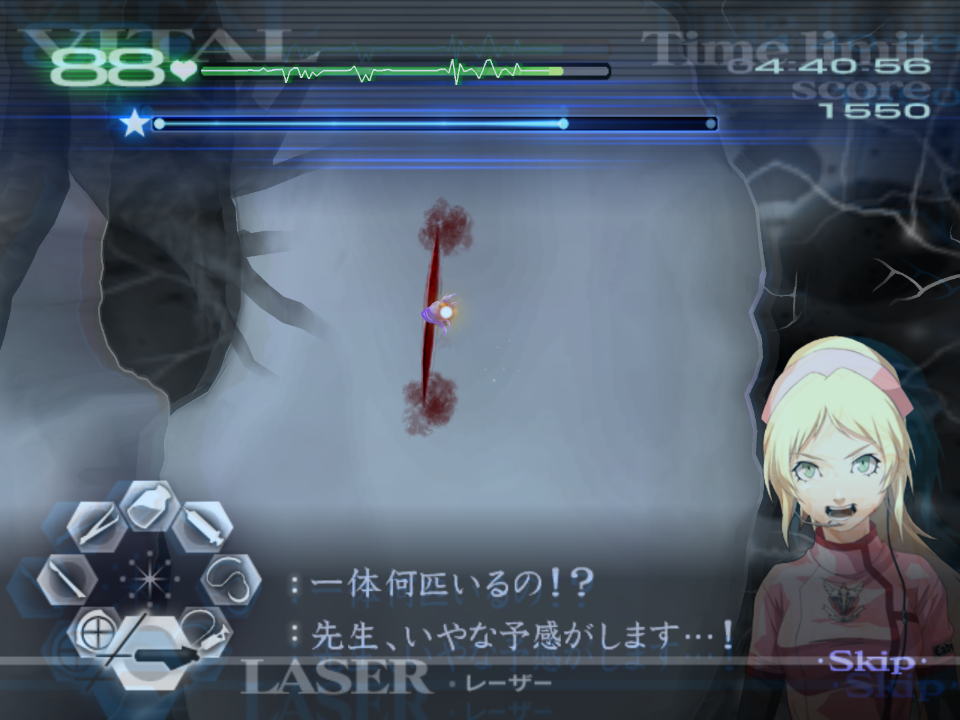 VITAL
88
Time limit
04:40:56
score
1550
：一体何匹いるの！？
：先生、いやな予感がします…！
・Skip・
LASER
・レーザー